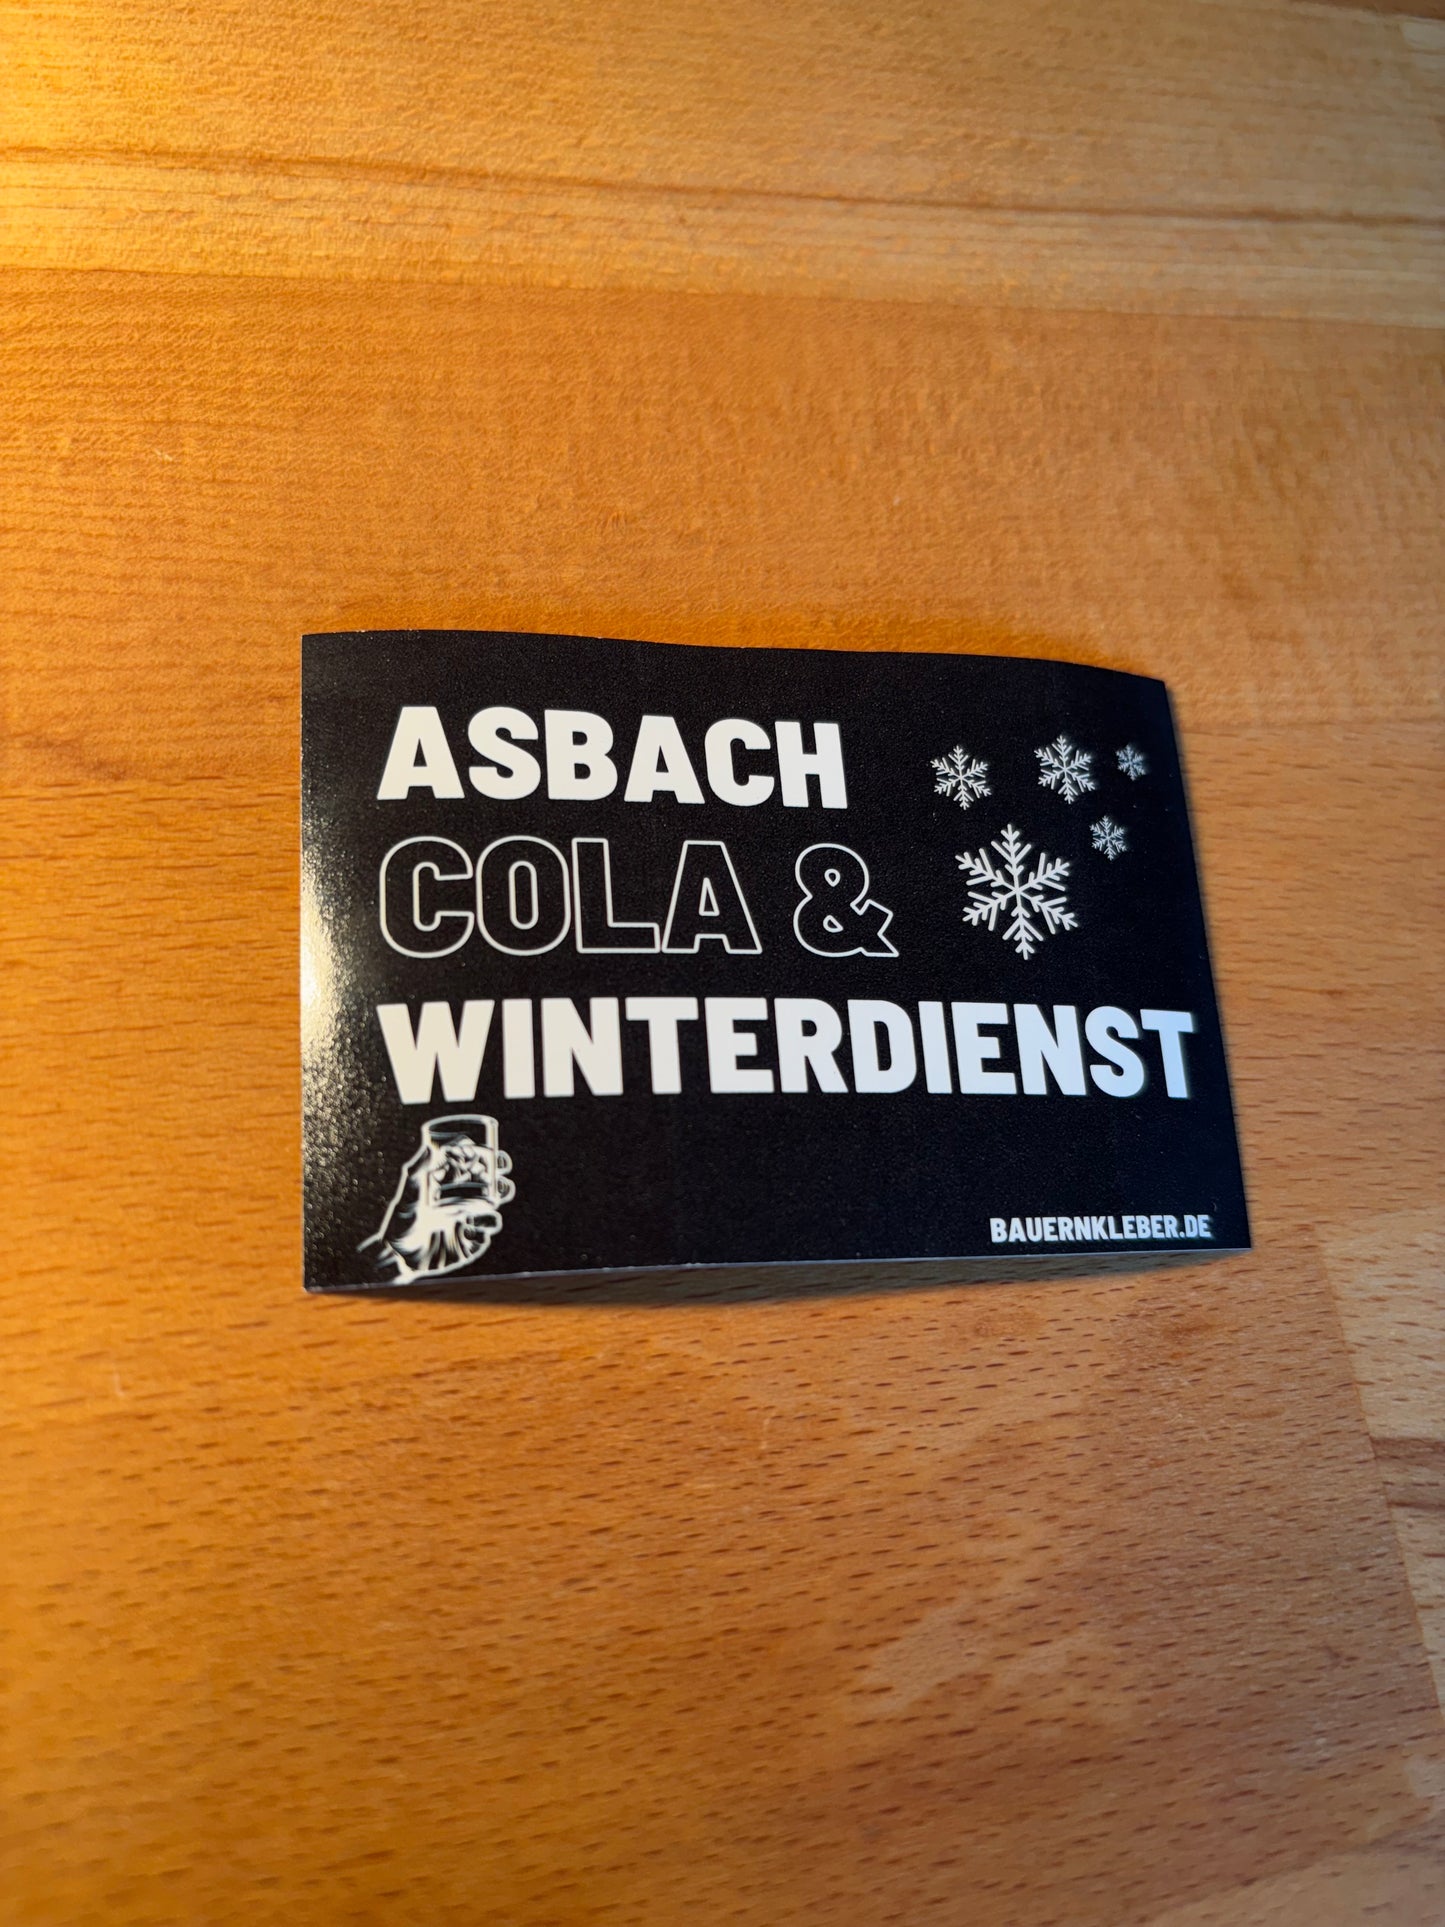 ASBACH
COLA &
WINTERDIENST
BAUERNKLEBER.DE